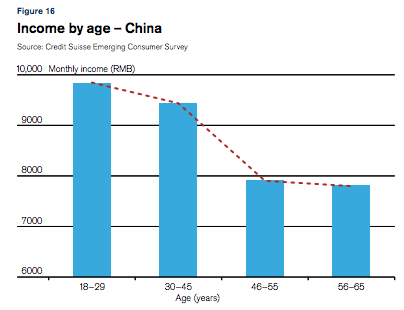 Figure 16
Income by age – China
Source: Credit Suisse Emerging Consumer Survey
10,000 Monthly income (RMB)
9000
8000
7000
6000
18–29 30–45 46–55 56–65
Age (years)